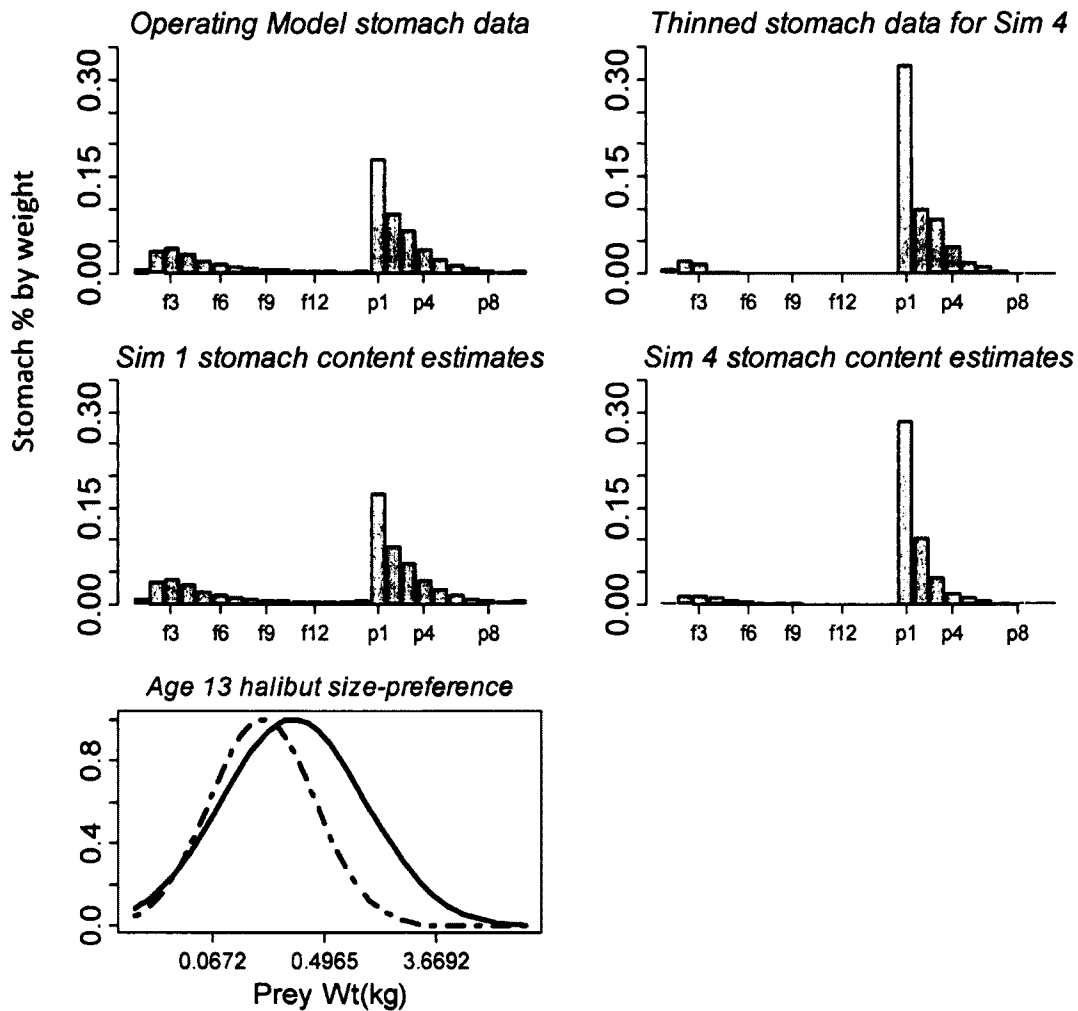 Operating Model stomach data
Thinned stomach data for Sim 4
Stomach % by weight
0.30
0.15
0.00
f3 f6 f9 f12 p1 p4 p8
0.30
0.15
0.00
f3 f6 f9 f12 p1 p4 p8
Sim 1 stomach content estimates
Sim 4 stomach content estimates
0.30
0.15
0.00
f3 f6 f9 f12 p1 p4 p8
0.30
0.15
0.00
f3 f6 f9 f12 p1 p4 p8
Age 13 halibut size-preference
0.8
0.4
0.0
0.0672 0.4965 3.6692
Prey Wt(kg)